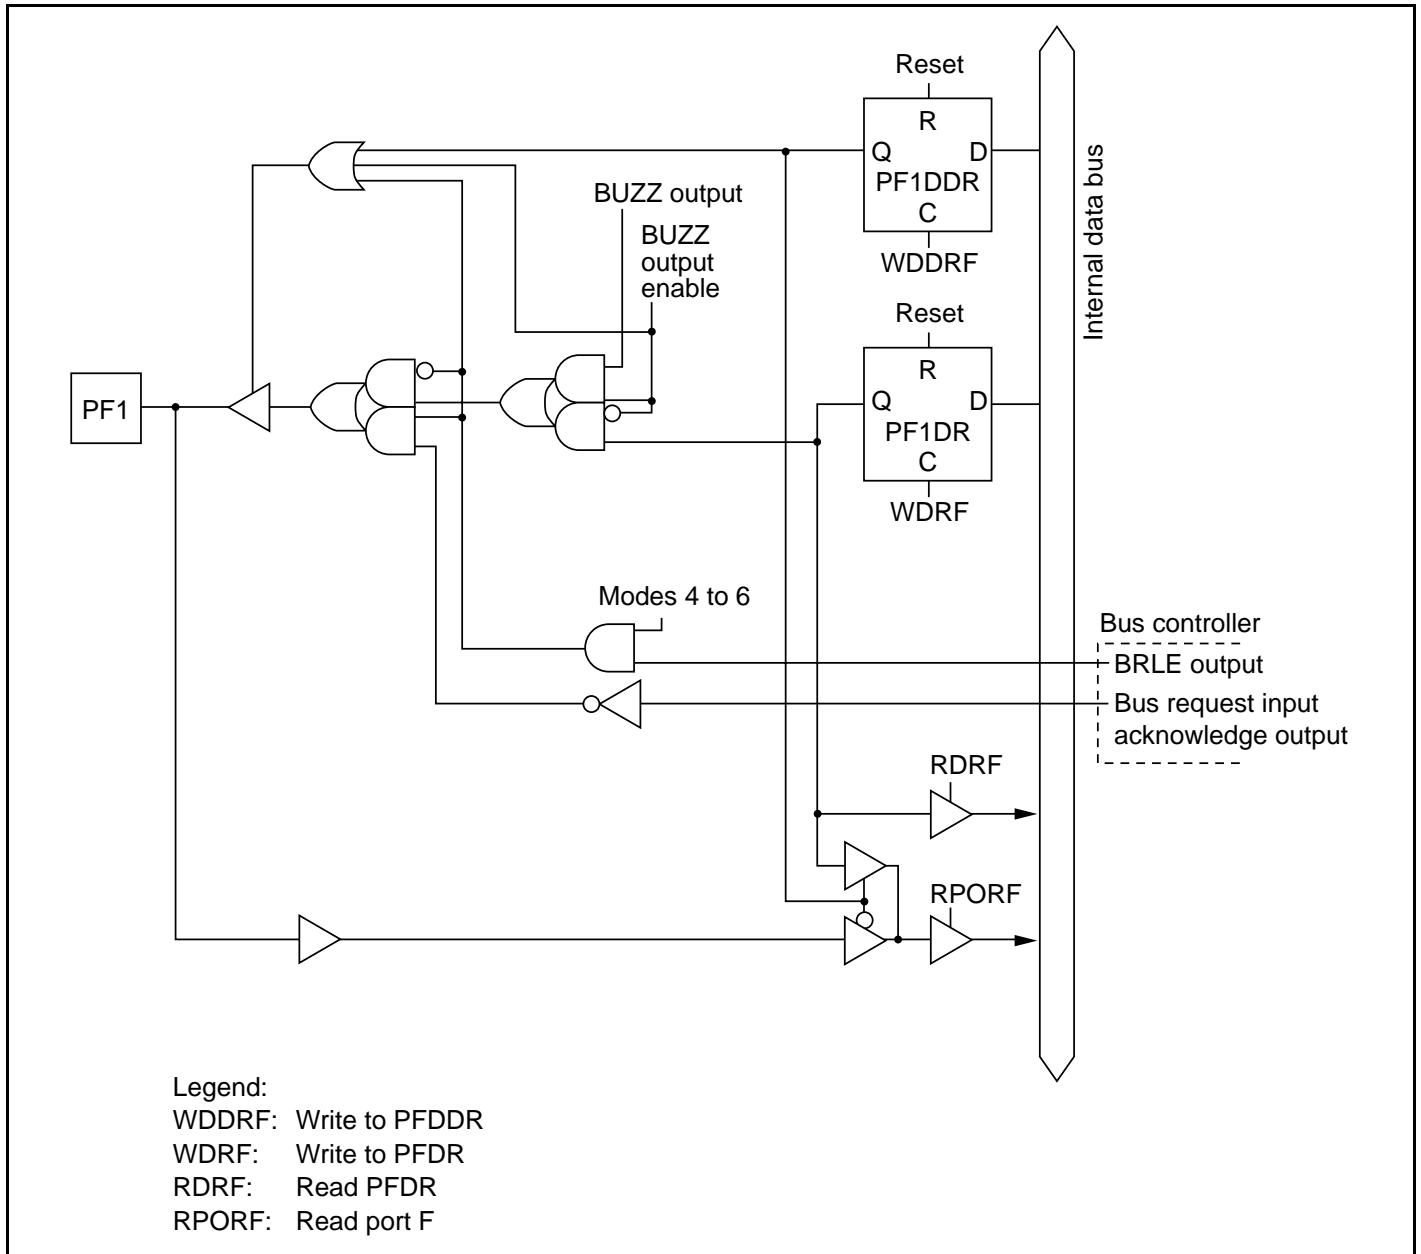 Reset
R
Q D
PF1DDR
C
WDDRF
Internal data bus
BUZZ output
BUZZ
output
enable
Reset
R
Q D
PF1DR
C
WDRF
PF1
Modes 4 to 6
Bus controller
BRLE output
Bus request input
acknowledge output
RDRF
RPORF
Legend:
WDDRF: Write to PFDDR
WDRF: Write to PFDR
RDRF: Read PFDR
RPORF: Read port F